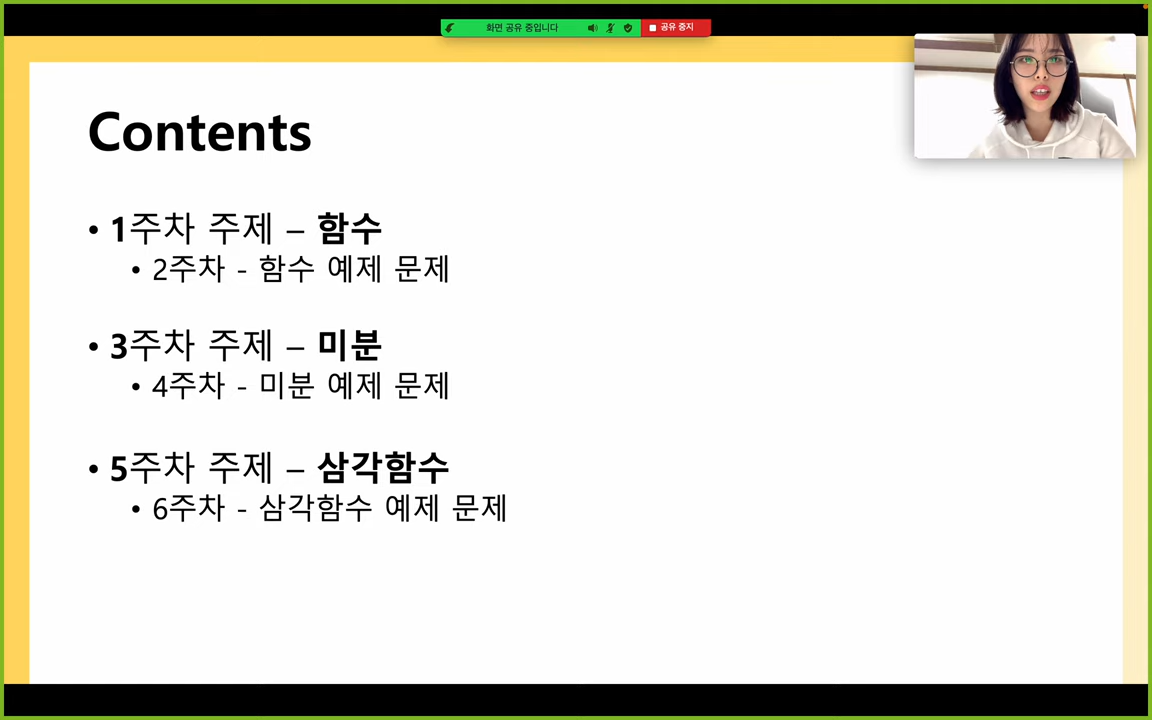 화면 공유 중입니다
공유 중지
Contents
• 1주차 주제 – 함수
• 2주차 - 함수 예제 문제
• 3주차 주제 – 미분
• 4주차 - 미분 예제 문제
• 5주차 주제 – 삼각함수
• 6주차 - 삼각함수 예제 문제